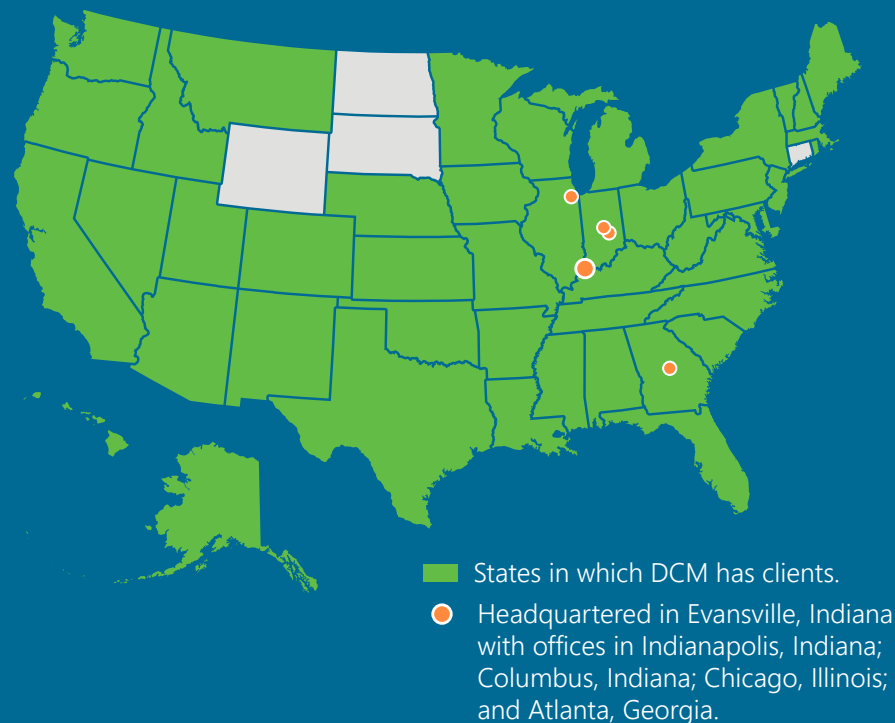 States in which DCM has clients.
Headquartered in Evansville, Indiana
with offices in Indianapolis, Indiana;
Columbus, Indiana; Chicago, Illinois;
and Atlanta, Georgia.